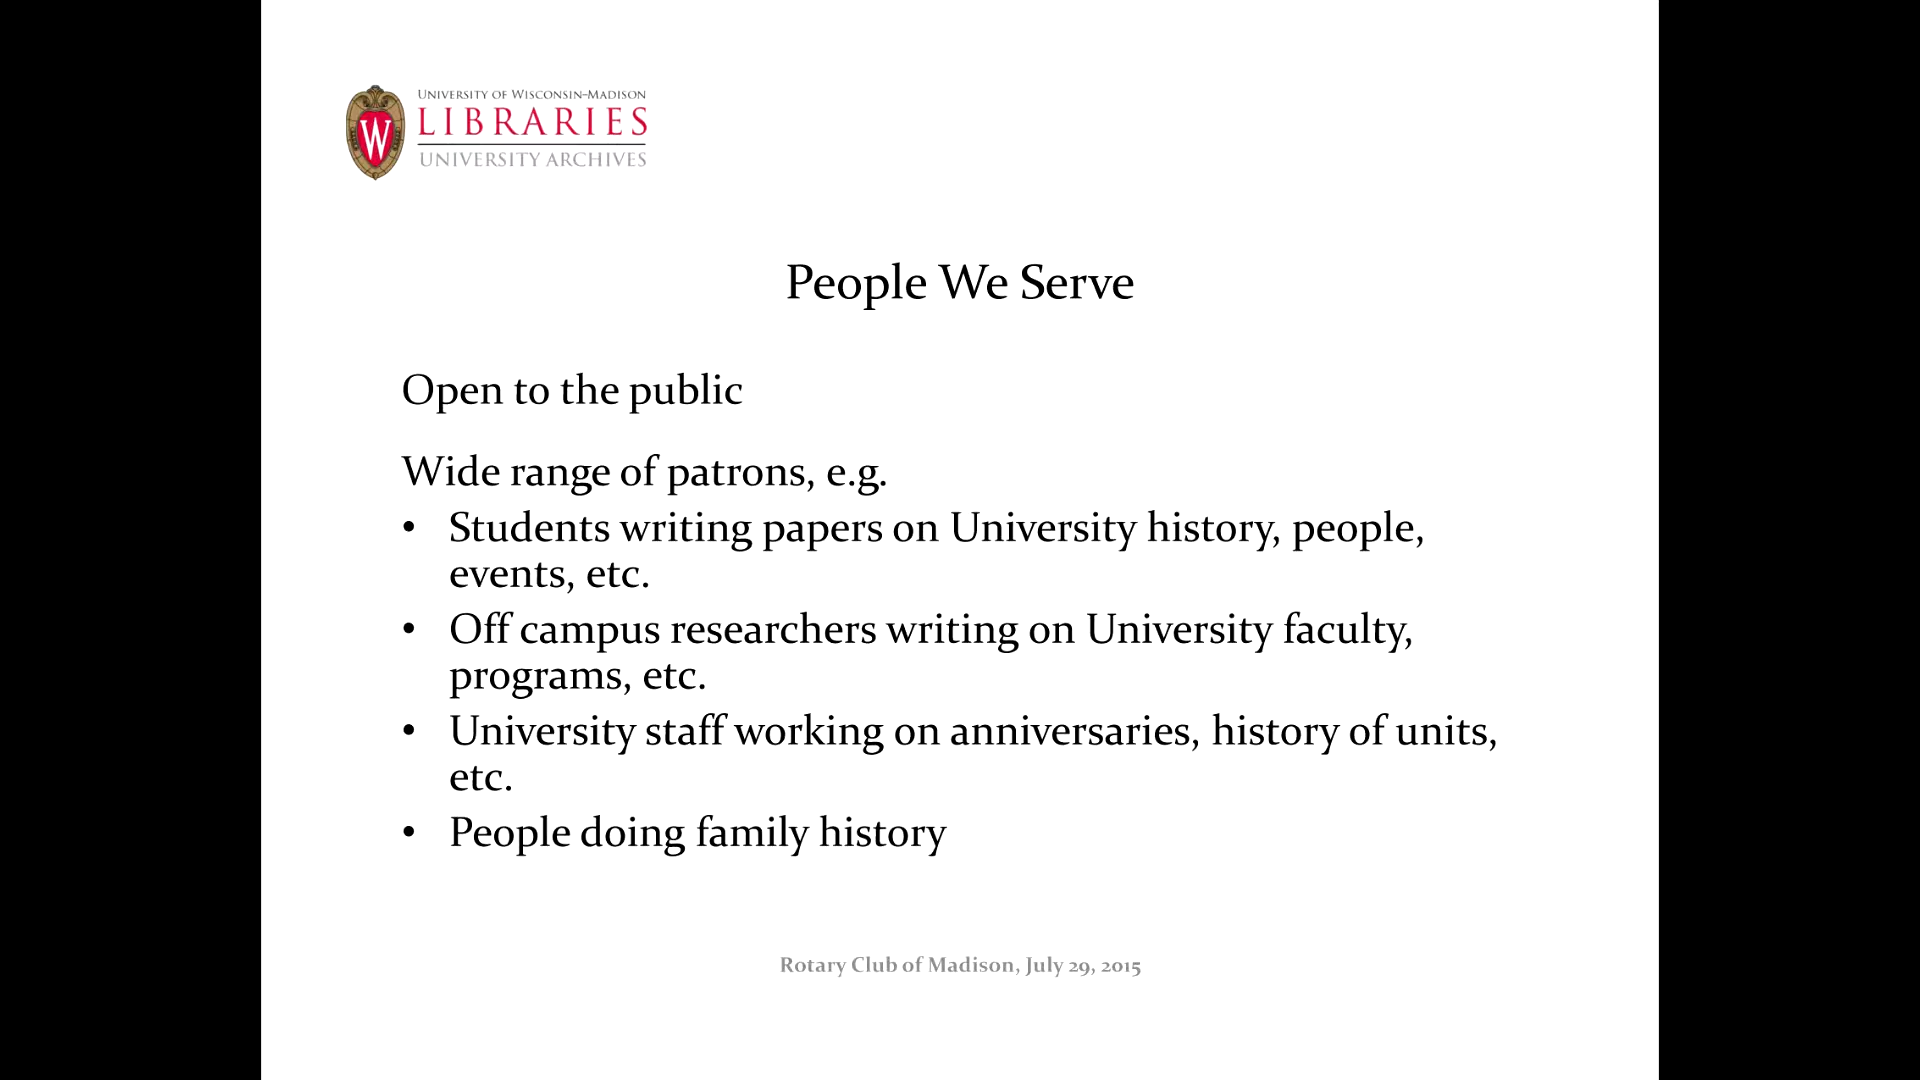 W
UNIVERSITY OF WISCONSIN–MADISON
LIBRARIES
UNIVERSITY ARCHIVES
People We Serve
Open to the public
Wide range of patrons, e.g.
• Students writing papers on University history, people,
events, etc.
• Off campus researchers writing on University faculty,
programs, etc.
• University staff working on anniversaries, history of units,
etc.
• People doing family history
Rotary Club of Madison, July 29, 2015